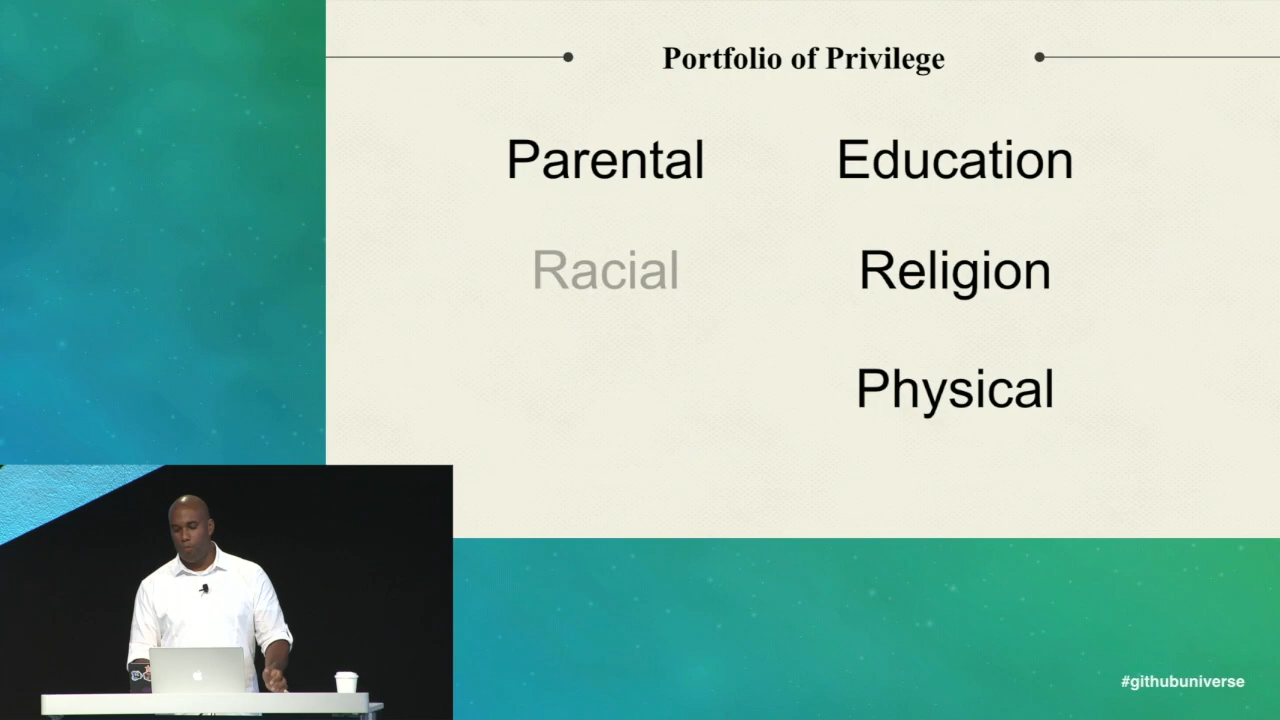 Portfolio of Privilege
Parental
Education
Racial
Religion
Physical
#githubuniverse